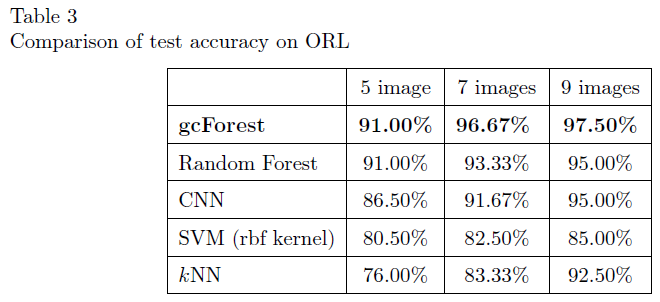 Table 3
Comparison of test accuracy on ORL
5 image 7 images 9 images
gcForest 91.00% 96.67% 97.50%
Random Forest 91.00% 93.33% 95.00%
CNN 86.50% 91.67% 95.00%
SVM (rbf kernel) 80.50% 82.50% 85.00%
kNN 76.00% 83.33% 92.50%